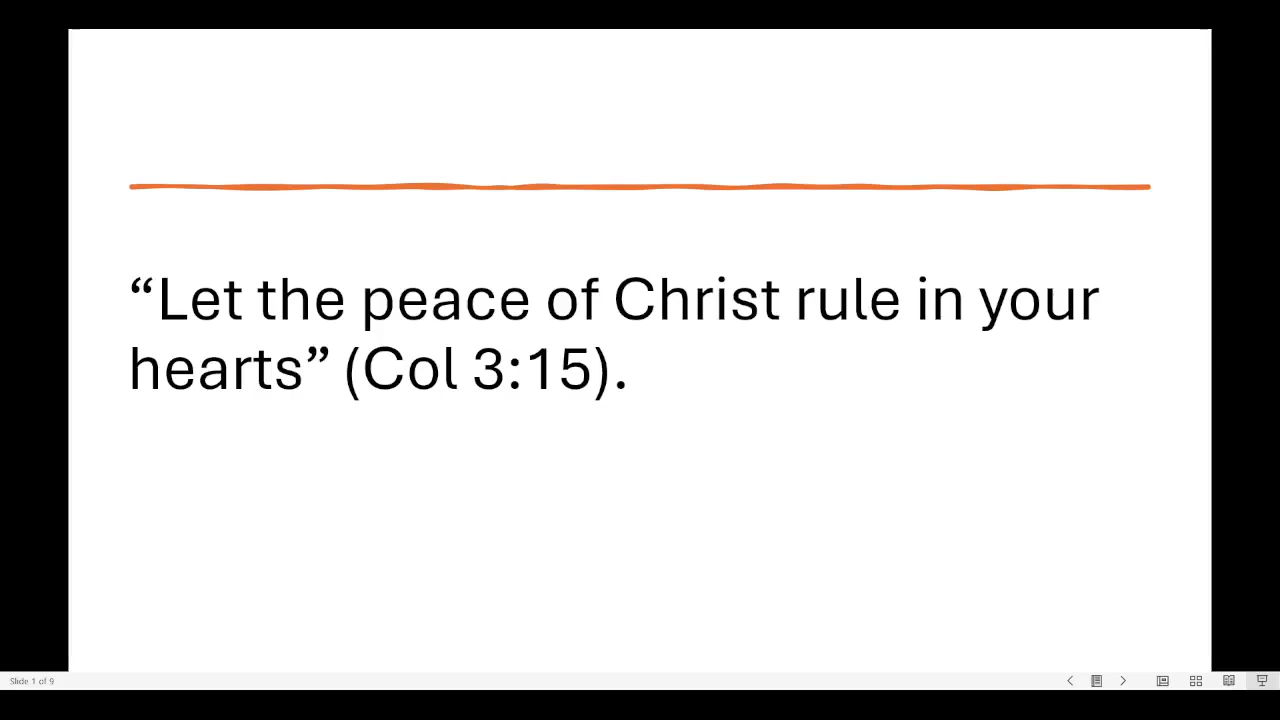 “Let the peace of Christ rule in your
hearts” (Col 3:15).
Slide 1 of 9